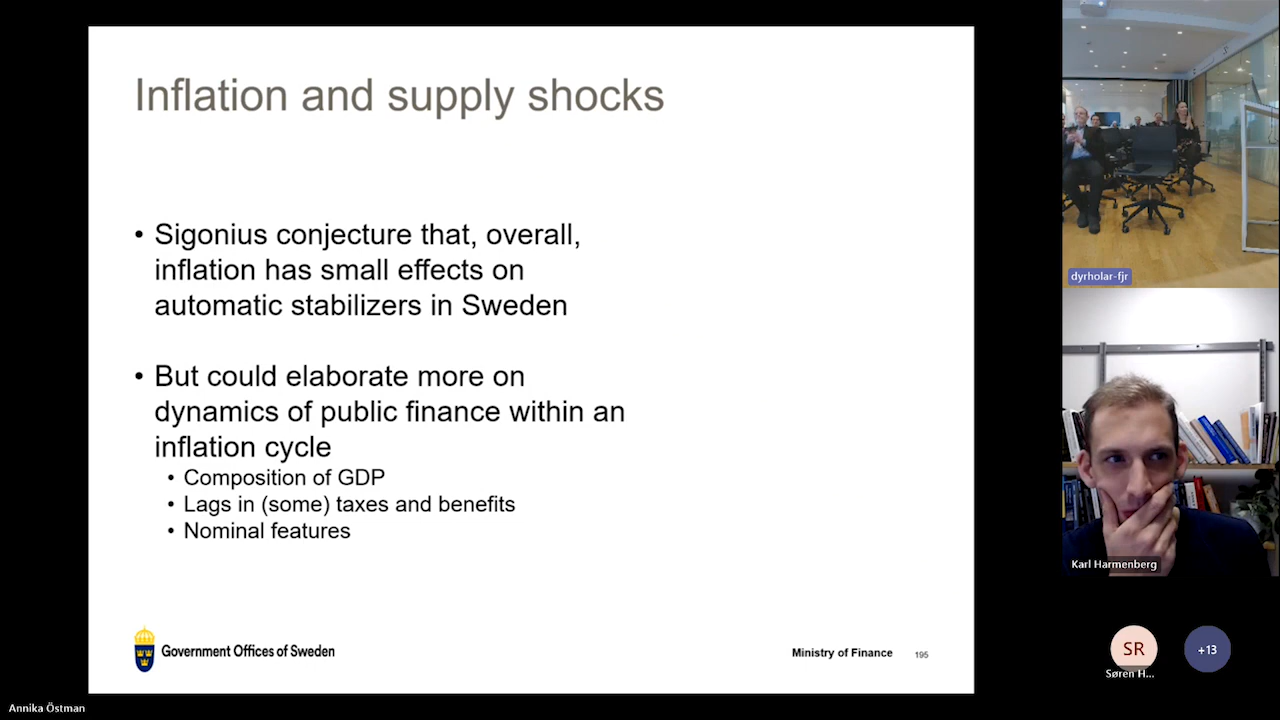 Inflation and supply shocks
• Sigonius conjecture that, overall,
inflation has small effects on
automatic stabilizers in Sweden
• But could elaborate more on
dynamics of public finance within an
inflation cycle
• Composition of GDP
• Lags in (some) taxes and benefits
• Nominal features
Government Offices of Sweden
Ministry of Finance
195
dyrholar-fjr
Karl Harmenberg
SR
+13
Søren H...
Annika Östman